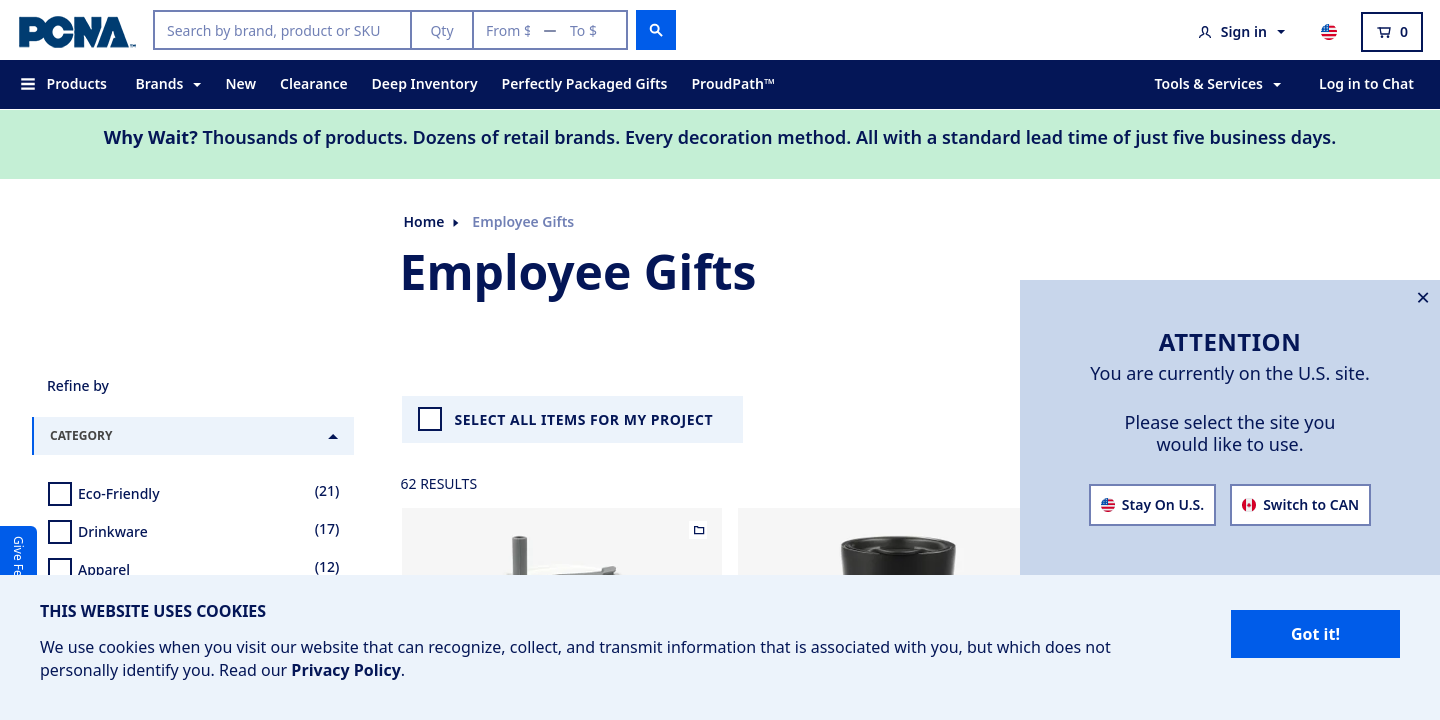 PCNA™
Search by brand, product or SKU
Qty
From $
To $
Sign in
0
Products
Brands
New
Clearance
Deep Inventory
Perfectly Packaged Gifts
ProudPath™
Tools & Services
Log in to Chat
Why Wait? Thousands of products. Dozens of retail brands. Every decoration method. All with a standard lead time of just five business days.
Home
Employee Gifts
Employee Gifts
Refine by
CATEGORY
Eco-Friendly (21)
Drinkware (17)
Apparel (12)
SELECT ALL ITEMS FOR MY PROJECT
62 RESULTS
ATTENTION
You are currently on the U.S. site.
Please select the site you
would like to use.
Stay On U.S.
Switch to CAN
Give Fe
THIS WEBSITE USES COOKIES
We use cookies when you visit our website that can recognize, collect, and transmit information that is associated with you, but which does not
personally identify you. Read our Privacy Policy.
Got it!